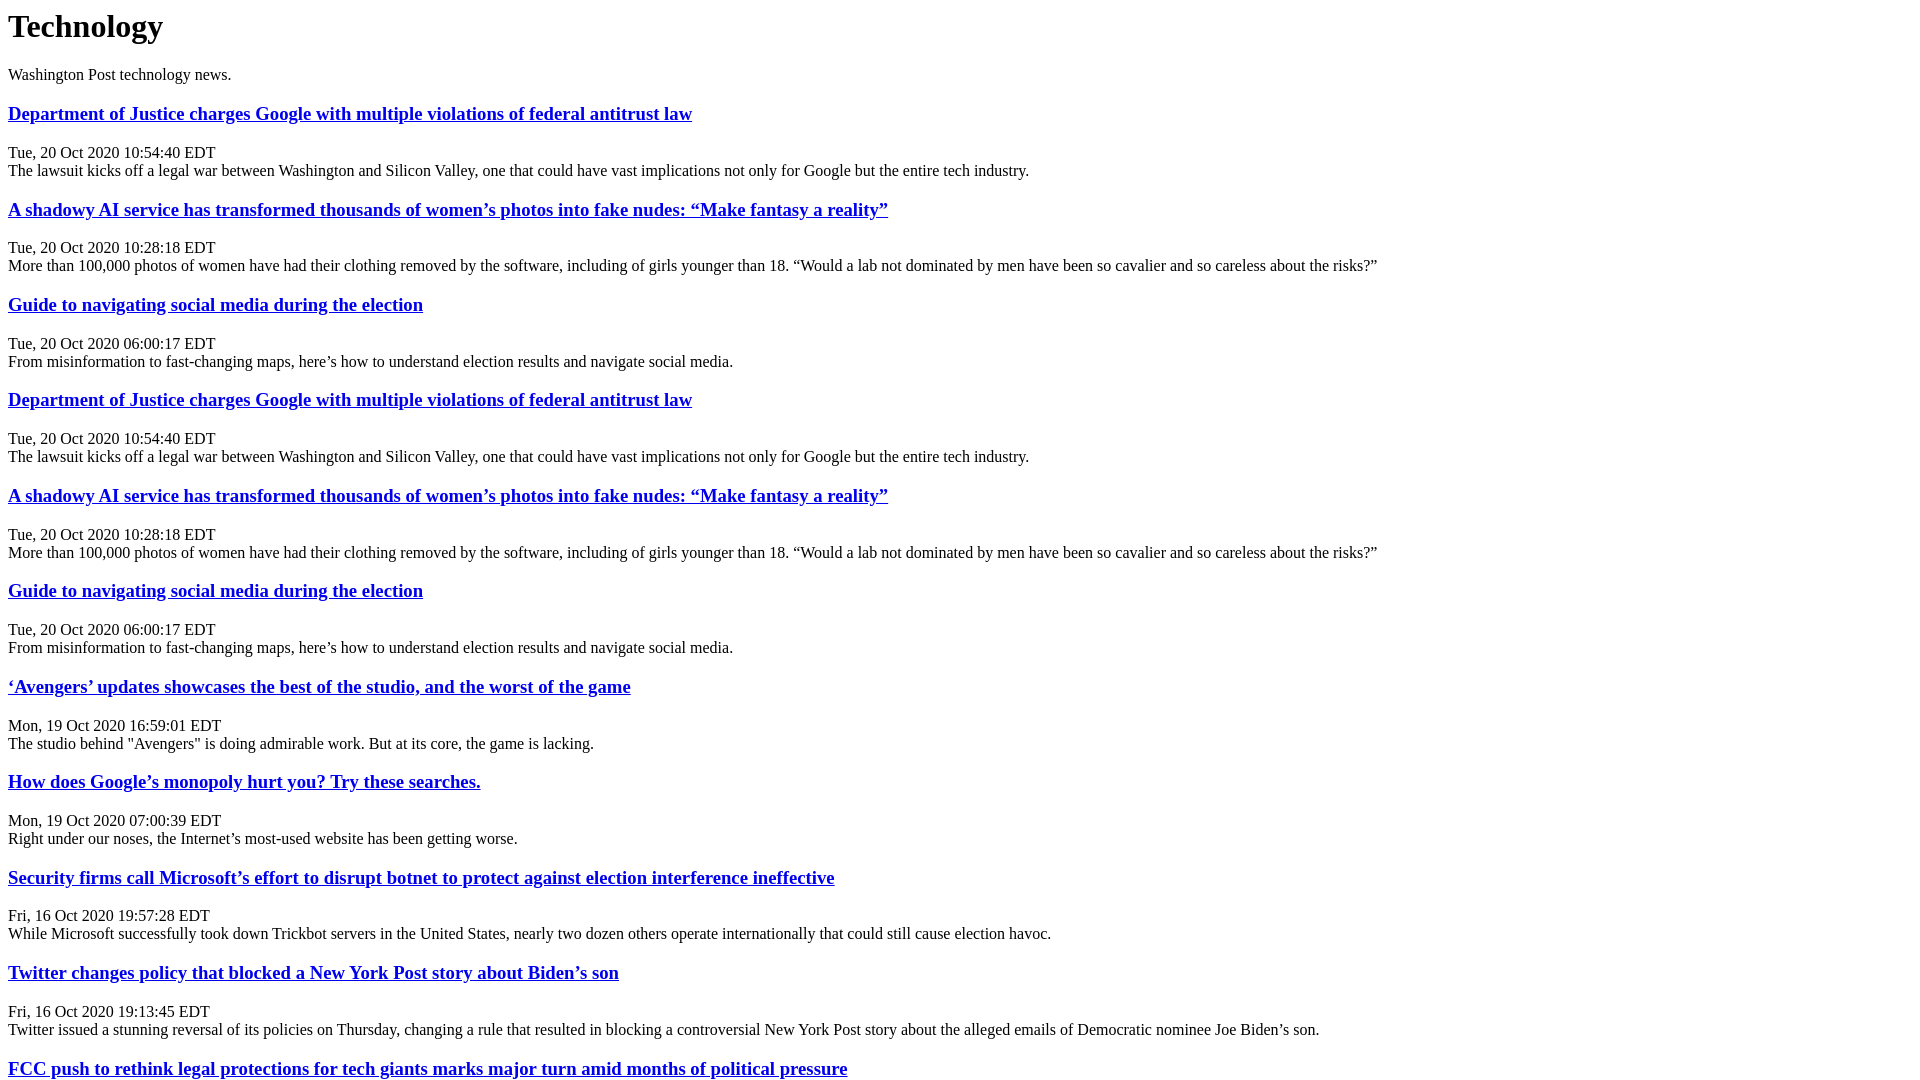 Technology
Washington Post technology news.
Department of Justice charges Google with multiple violations of federal antitrust law
Tue, 20 Oct 2020 10:54:40 EDT
The lawsuit kicks off a legal war between Washington and Silicon Valley, one that could have vast implications not only for Google but the entire tech industry.
A shadowy AI service has transformed thousands of women’s photos into fake nudes: “Make fantasy a reality”
Tue, 20 Oct 2020 10:28:18 EDT
More than 100,000 photos of women have had their clothing removed by the software, including of girls younger than 18. “Would a lab not dominated by men have been so cavalier and so careless about the risks?”
Guide to navigating social media during the election
Tue, 20 Oct 2020 06:00:17 EDT
From misinformation to fast-changing maps, here’s how to understand election results and navigate social media.
Department of Justice charges Google with multiple violations of federal antitrust law
Tue, 20 Oct 2020 10:54:40 EDT
The lawsuit kicks off a legal war between Washington and Silicon Valley, one that could have vast implications not only for Google but the entire tech industry.
A shadowy AI service has transformed thousands of women’s photos into fake nudes: “Make fantasy a reality”
Tue, 20 Oct 2020 10:28:18 EDT
More than 100,000 photos of women have had their clothing removed by the software, including of girls younger than 18. “Would a lab not dominated by men have been so cavalier and so careless about the risks?”
Guide to navigating social media during the election
Tue, 20 Oct 2020 06:00:17 EDT
From misinformation to fast-changing maps, here’s how to understand election results and navigate social media.
‘Avengers’ updates showcases the best of the studio, and the worst of the game
Mon, 19 Oct 2020 16:59:01 EDT
The studio behind "Avengers" is doing admirable work. But at its core, the game is lacking.
How does Google’s monopoly hurt you? Try these searches.
Mon, 19 Oct 2020 07:00:39 EDT
Right under our noses, the Internet’s most-used website has been getting worse.
Security firms call Microsoft’s effort to disrupt botnet to protect against election interference ineffective
Fri, 16 Oct 2020 19:57:28 EDT
While Microsoft successfully took down Trickbot servers in the United States, nearly two dozen others operate internationally that could still cause election havoc.
Twitter changes policy that blocked a New York Post story about Biden’s son
Fri, 16 Oct 2020 19:13:45 EDT
Twitter issued a stunning reversal of its policies on Thursday, changing a rule that resulted in blocking a controversial New York Post story about the alleged emails of Democratic nominee Joe Biden’s son.
FCC push to rethink legal protections for tech giants marks major turn amid months of political pressure